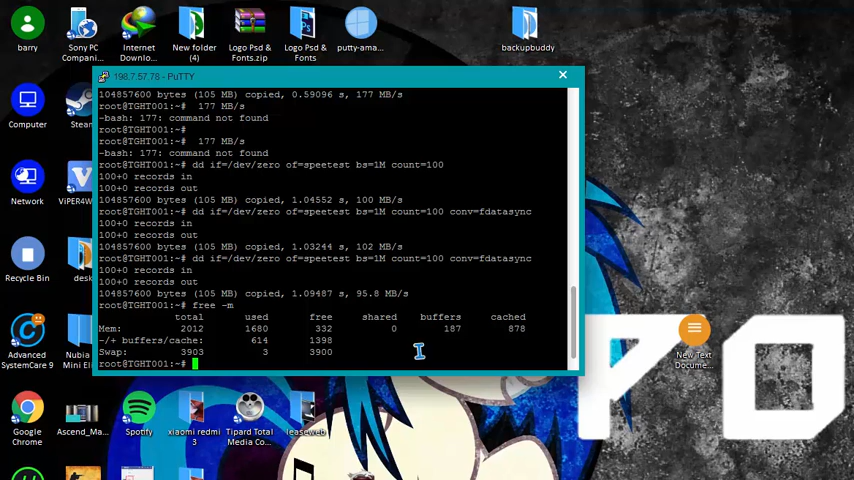 barry
Sony PC
Compani...
Internet
Downlo...
New folder
(4)
Logo Psd &
Fonts.zip
Logo Psd
& Fonts
putty-ama...
backupbuddy
198.7.57.78 - PuTTY
104857600 bytes (105 MB) copied, 0.59096 s, 177 MB/s
root@TGHT001:~#  177 MB/s
-bash: 177: command not found
root@TGHT001:~#
root@TGHT001:~#  177 MB/s
-bash: 177: command not found
root@TGHT001:~# dd if=/dev/zero of=speetest bs=1M count=100
100+0 records in
100+0 records out
104857600 bytes (105 MB) copied, 1.04552 s, 100 MB/s
root@TGHT001:~# dd if=/dev/zero of=speetest bs=1M count=100 conv=fdatasync
100+0 records in
100+0 records out
104857600 bytes (105 MB) copied, 1.03244 s, 102 MB/s
root@TGHT001:~# dd if=/dev/zero of=speetest bs=1M count=100 conv=fdatasync
100+0 records in
100+0 records out
104857600 bytes (105 MB) copied, 1.09487 s, 95.8 MB/s
root@TGHT001:~# free -m
total used free shared buffers cached
Mem: 2012 1680 332 0 187 878
-/+ buffers/cache: 614 1398
Swap: 3903 3 3900
root@TGHT001:~#
Computer
Steam
Network
ViPER4W
Recycle Bin
desk
Advanced
SystemCare 9
Nubia
Mini El
New Text
Docume...
Google
Chrome
Ascend_Ma...
Spotify
xiaomi redmi
3
Tipard Total
Media Co...
leaseweb